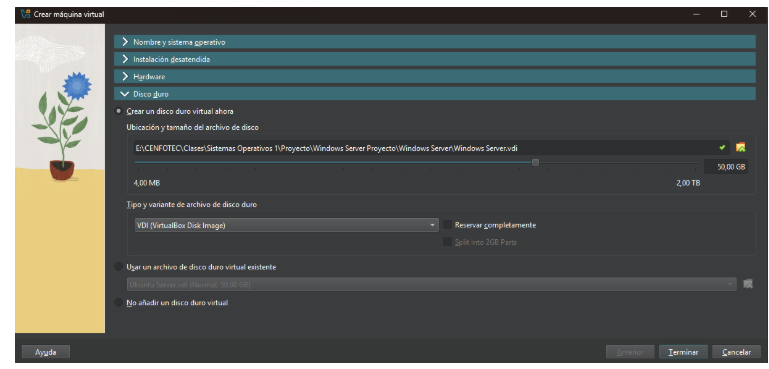 Crear máquina virtual
Nombre y sistema operativo
Instalación desatendida
Hardware
Disco duro
Crear un disco duro virtual ahora
Ubicación y tamaño del archivo de disco
E:\CENFOTEC\Clases\Sistemas Operativos 1\Proyecto\Windows Server Proyecto\Windows Server\Windows Server.vdi
50,00 GB
4,00 MB 2,00 TB
Tipo y variante de archivo de disco duro
VDI (VirtualBox Disk Image) Reservar completamente
Split into 2GB Parts
Usar un archivo de disco duro virtual existente
Ubuntu Server.vdi (Normal, 50,00 GB)
No añadir un disco duro virtual
Ayuda Anterior Terminar Cancelar